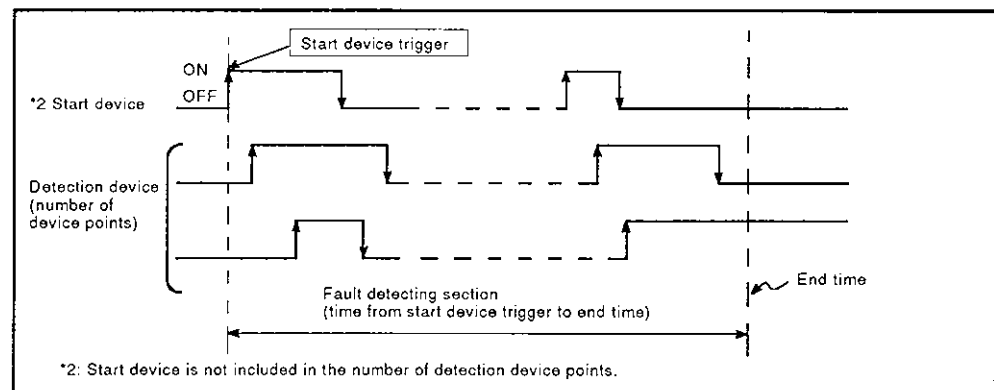 Start device trigger
ON
OFF
*2 Start device
Detection device
(number of
device points)
End time
Fault detecting section
(time from start device trigger to end time)
*2: Start device is not included in the number of detection device points.